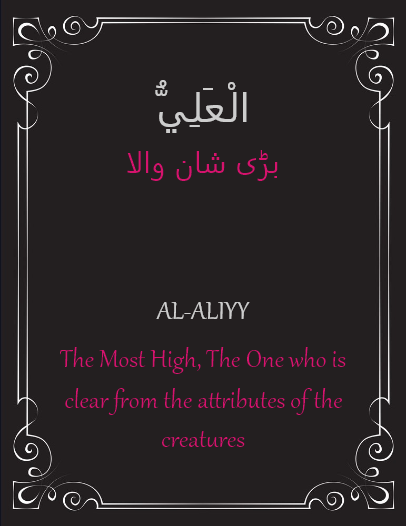 الْعَلِيُّ
بڑی شان والا
AL-ALIYY
The Most High, The One who is
clear from the attributes of the
creatures